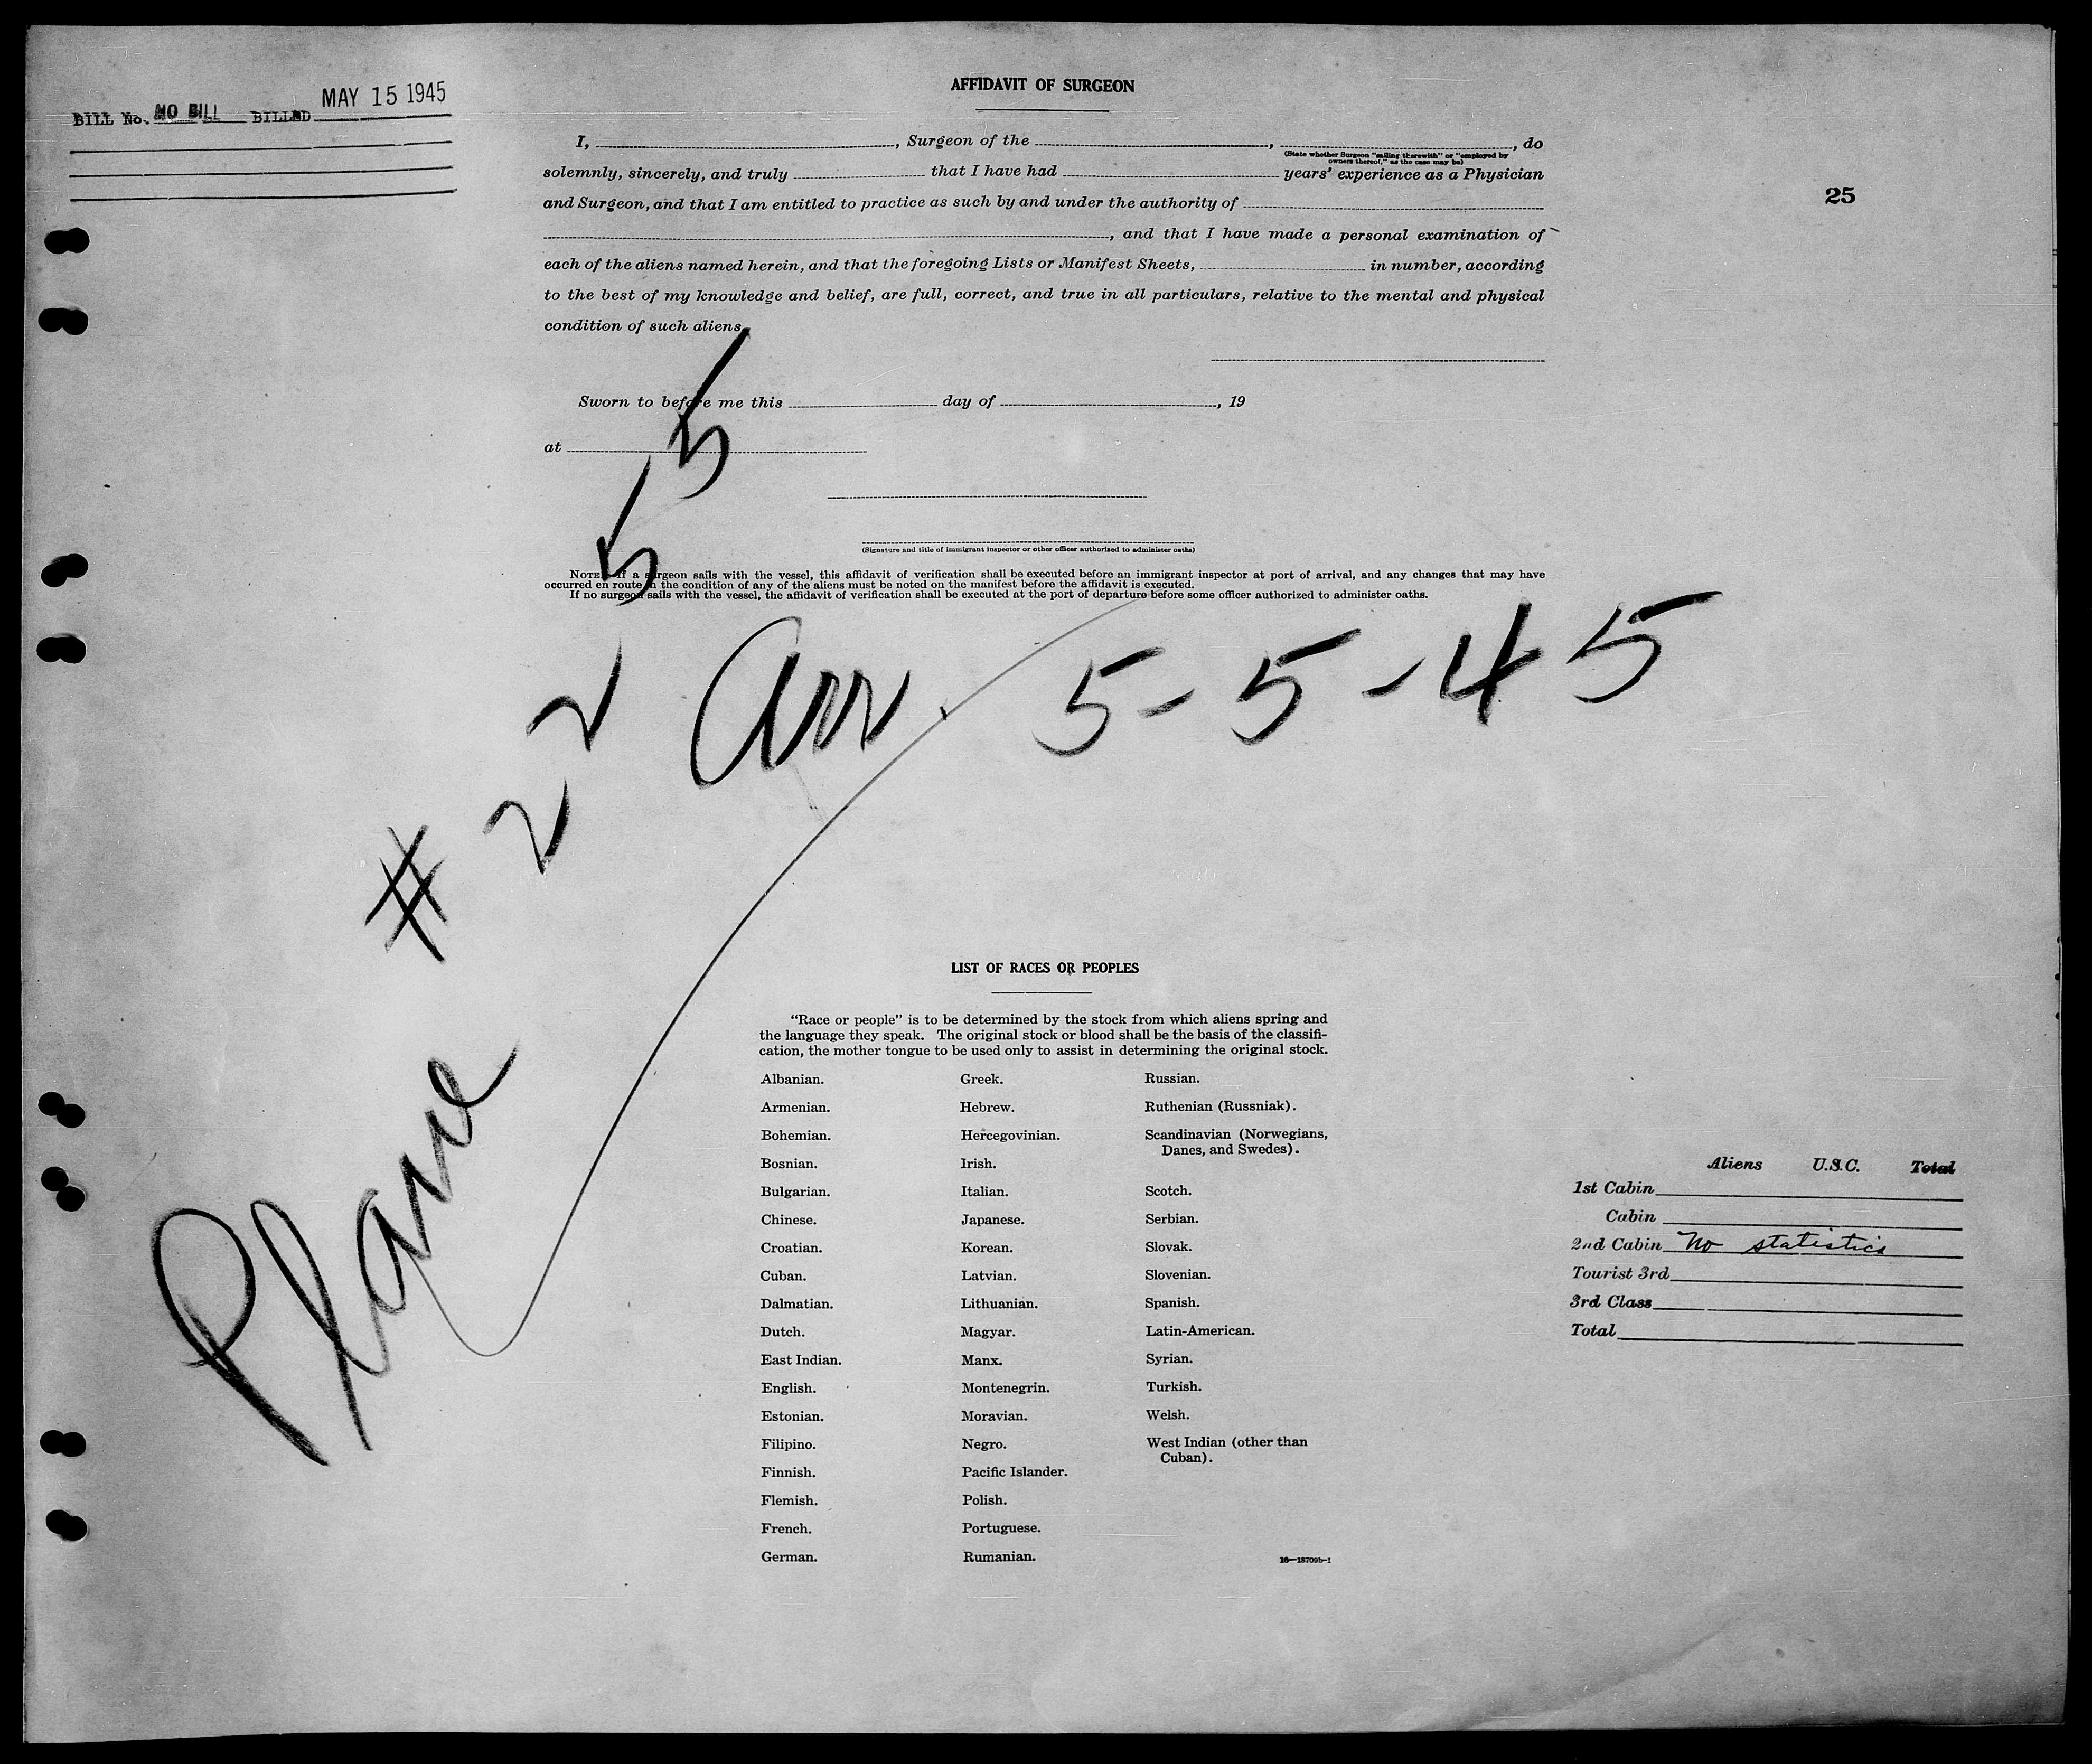 BILL No. NO BILL BILLED MAY 15 1945
AFFIDAVIT OF SURGEON
I, , Surgeon of the , , do
(State whether Surgeon "sailing therewith" or "employed by
owners thereof," as the case may be)
solemnly, sincerely, and truly that I have had years' experience as a Physician
25
and Surgeon, and that I am entitled to practice as such by and under the authority of
, and that I have made a personal examination of
each of the aliens named herein, and that the foregoing Lists or Manifest Sheets, in number, according
to the best of my knowledge and belief, are full, correct, and true in all particulars, relative to the mental and physical
condition of such aliens.
Sworn to before me this day of , 19
at
(Signature and title of immigrant inspector or other officer authorized to administer oaths)
NOTE.—If a surgeon sails with the vessel, this affidavit of verification shall be executed before an immigrant inspector at port of arrival, and any changes that may have
occurred en route in the condition of any of the aliens must be noted on the manifest before the affidavit is executed.
If no surgeon sails with the vessel, the affidavit of verification shall be executed at the port of departure before some officer authorized to administer oaths.
Plane # 2255
Arr. 5-5-45
LIST OF RACES OR PEOPLES
"Race or people" is to be determined by the stock from which aliens spring and
the language they speak. The original stock or blood shall be the basis of the classifi-
cation, the mother tongue to be used only to assist in determining the original stock.
Albanian.
Armenian.
Bohemian.
Bosnian.
Bulgarian.
Chinese.
Croatian.
Cuban.
Dalmatian.
Dutch.
East Indian.
English.
Estonian.
Filipino.
Finnish.
Flemish.
French.
German.
Greek.
Hebrew.
Hercegovinian.
Irish.
Italian.
Japanese.
Korean.
Latvian.
Lithuanian.
Magyar.
Manx.
Montenegrin.
Moravian.
Negro.
Pacific Islander.
Polish.
Portuguese.
Rumanian.
Russian.
Ruthenian (Russniak).
Scandinavian (Norwegians,
Danes, and Swedes).
Scotch.
Serbian.
Slovak.
Slovenian.
Spanish.
Latin-American.
Syrian.
Turkish.
Welsh.
West Indian (other than
Cuban).
16—18709b-1
Aliens U.S.C. Total
1st Cabin
Cabin
2nd Cabin No statistics
Tourist 3rd
3rd Class
Total